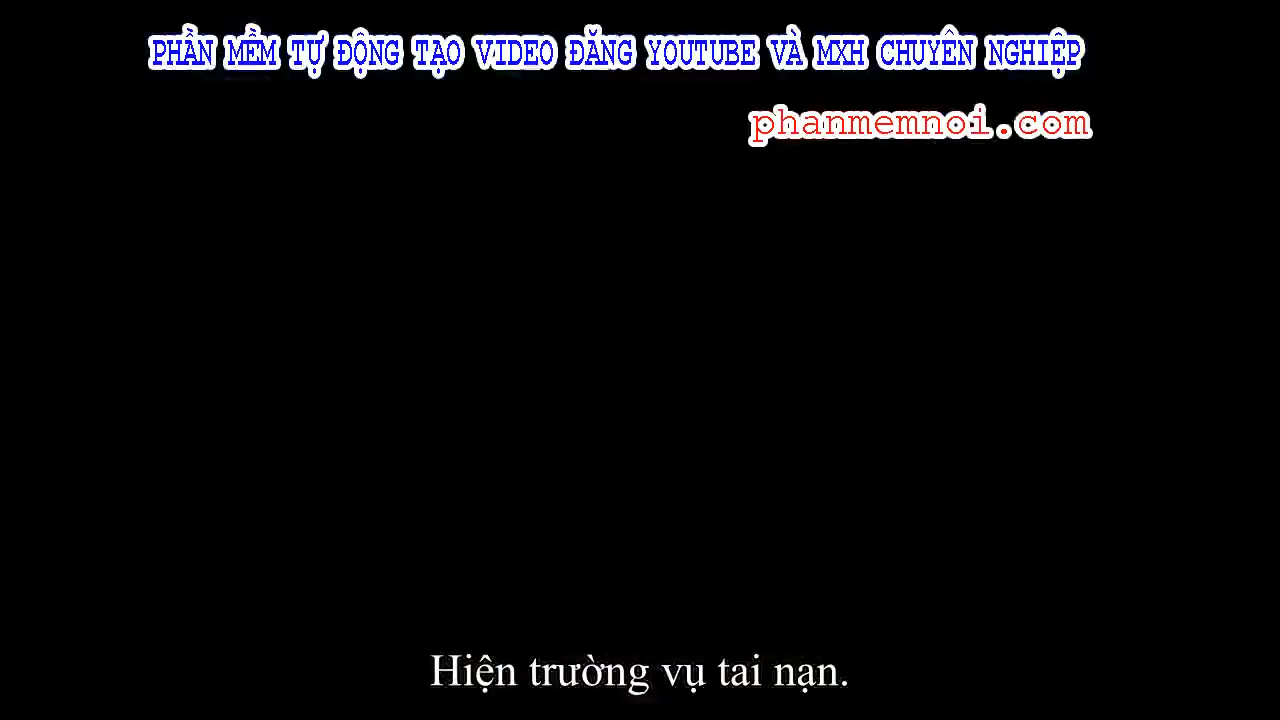 PHẦN MỀM TỰ ĐỘNG TẠO VIDEO ĐĂNG YOUTUBE VÀ MXH CHUYÊN NGHIỆP
phanmemnoi.com
Hiện trường vụ tai nạn.